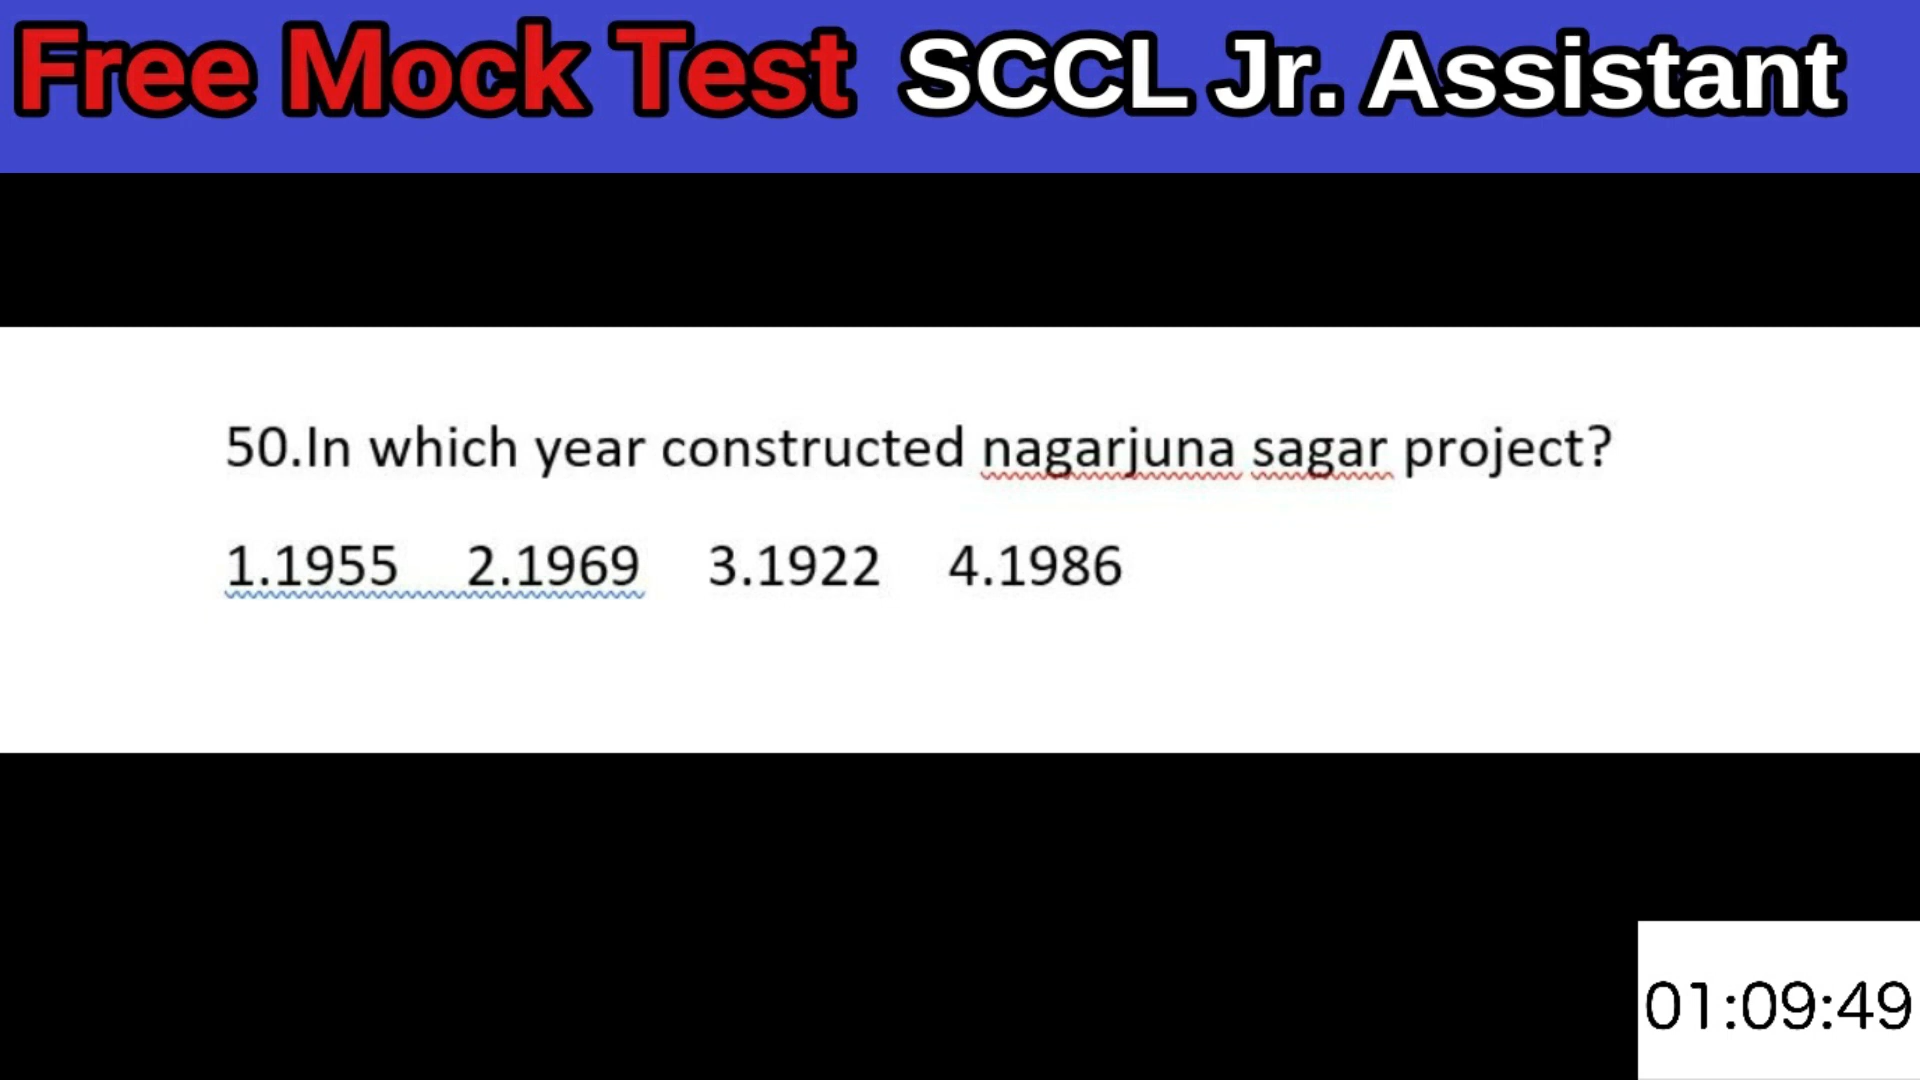 Free Mock Test SCCL Jr. Assistant
50.In which year constructed nagarjuna sagar project?
1.1955 2.1969 3.1922 4.1986
01:09:49